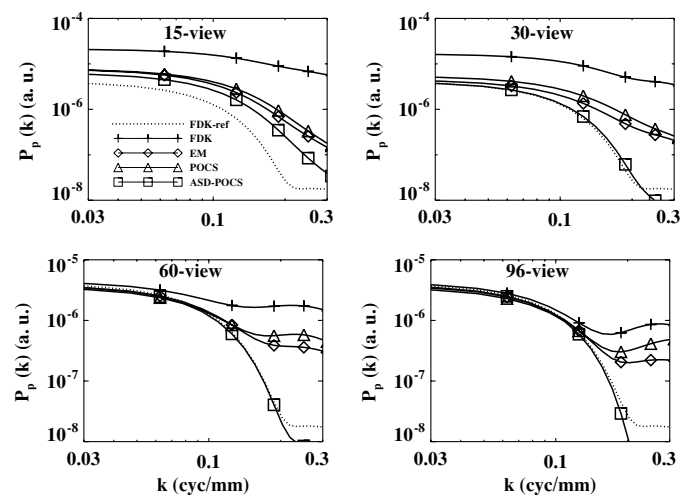 15-view
10^-4
10^-6
10^-8
P_p (k) (a. u.)
FDK-ref
FDK
EM
POCS
ASD-POCS
0.03
0.1
0.3
30-view
10^-4
10^-6
10^-8
P_p (k) (a. u.)
0.03
0.1
0.3
60-view
10^-5
10^-6
10^-7
10^-8
P_p (k) (a. u.)
0.03
0.1
0.3
k (cyc/mm)
96-view
10^-5
10^-6
10^-7
10^-8
P_p (k) (a. u.)
0.03
0.1
0.3
k (cyc/mm)